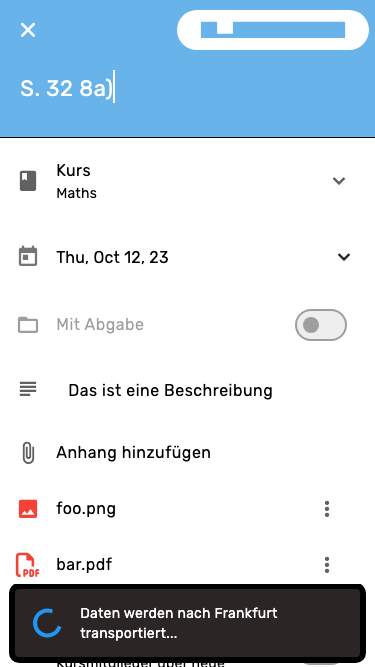 S. 32 8a)
Kurs
Maths
Thu, Oct 12, 23
Mit Abgabe
Das ist eine Beschreibung
Anhang hinzufügen
foo.png
PDF
bar.pdf
Daten werden nach Frankfurt
transportiert...
Kursmitglieder über neue